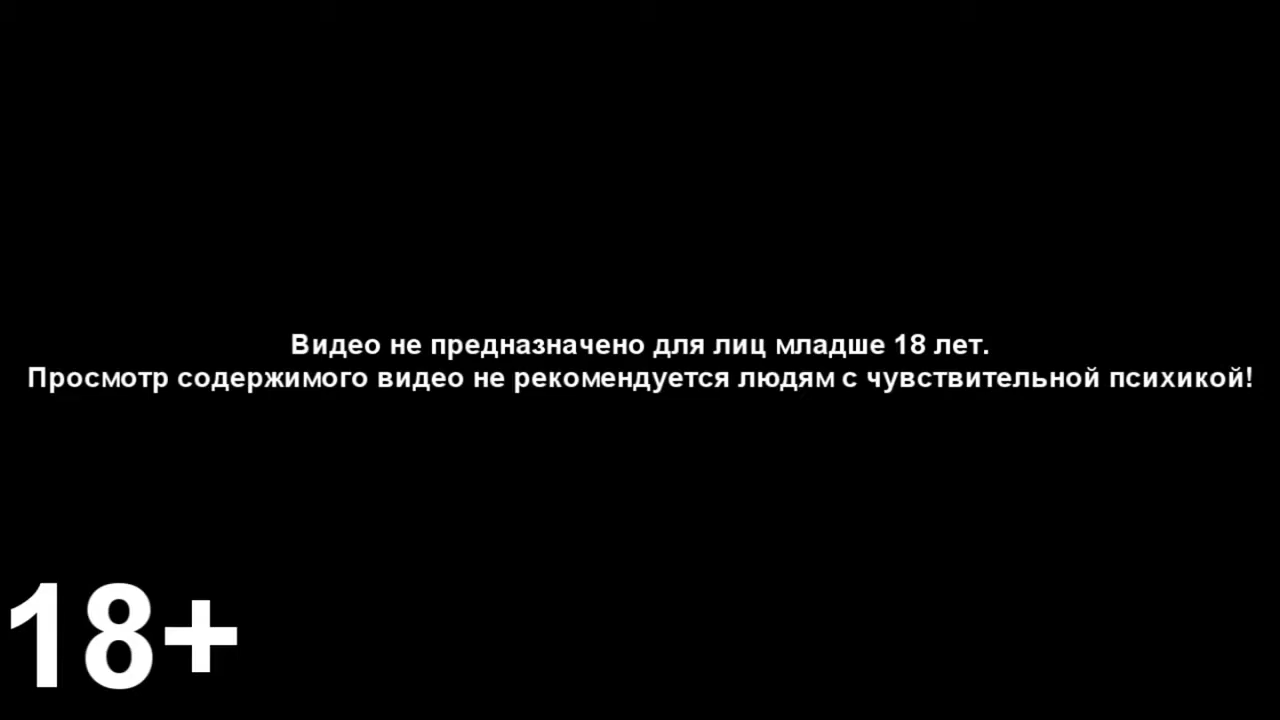 Видео не предназначено для лиц младше 18 лет.
Просмотр содержимого видео не рекомендуется людям с чувствительной психикой!
18+